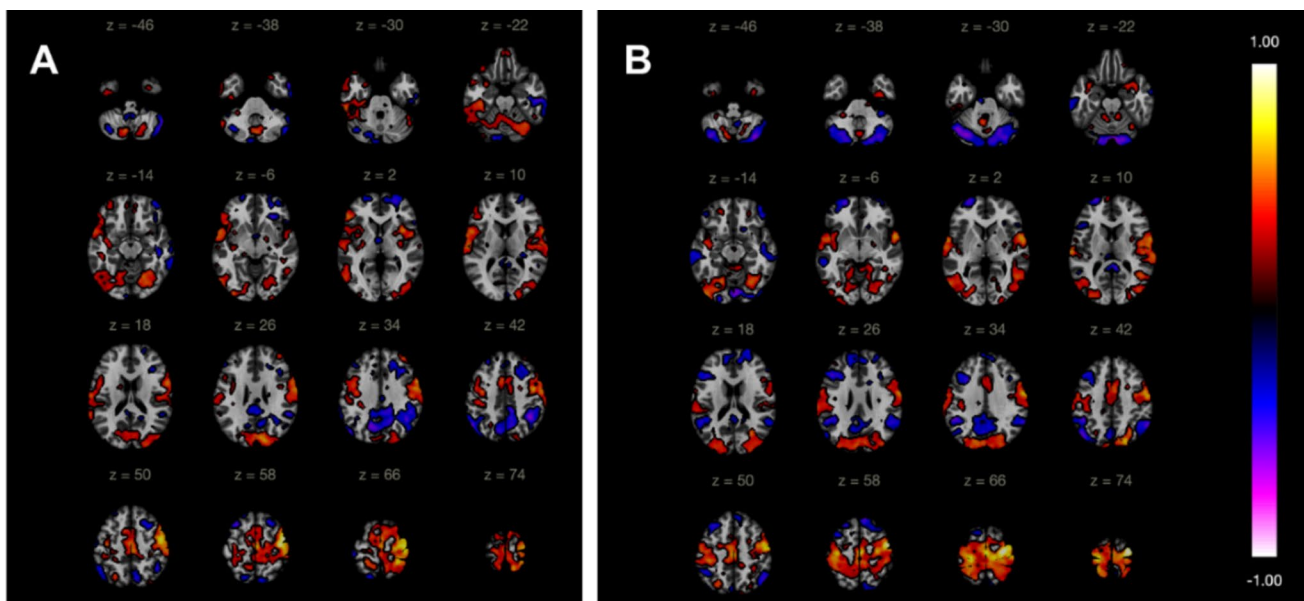 A
z = -46 z = -38 z = -30 z = -22
z = -14 z = -6 z = 2 z = 10
z = 18 z = 26 z = 34 z = 42
z = 50 z = 58 z = 66 z = 74
B
z = -46 z = -38 z = -30 z = -22
z = -14 z = -6 z = 2 z = 10
z = 18 z = 26 z = 34 z = 42
z = 50 z = 58 z = 66 z = 74
1.00
-1.00